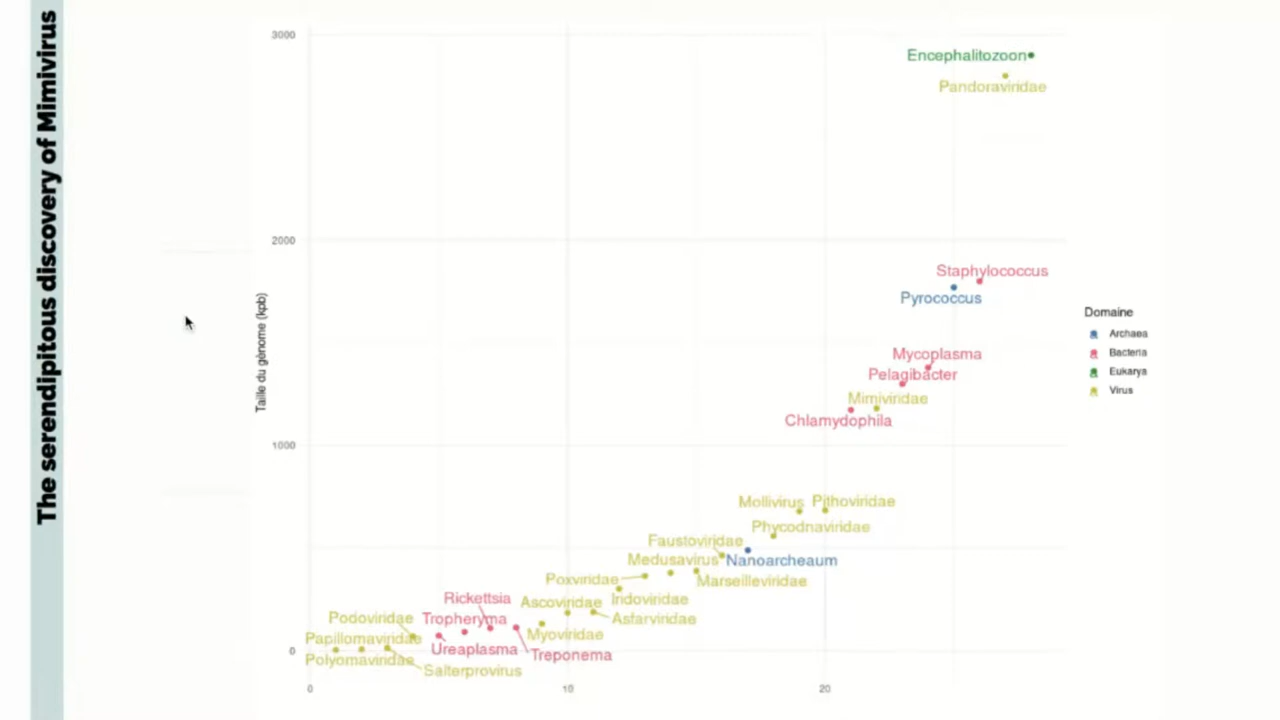 The serendipitous discovery of Mimivirus
3000
Encephalitozoon
Pandoraviridae
2000
Staphylococcus
Pyrococcus
Taille du génome (kpb)
Domaine
Archaea
Bacteria
Eukarya
Virus
Mycoplasma
Pelagibacter
Mimiviridae
Chlamydophila
1000
Mollivirus
Pithoviridae
Phycodnaviridae
Faustoviridae
Medusavirus
Nanoarcheaum
Poxviridae
Marseilleviridae
Rickettsia
Ascoviridae
Iridoviridae
Podoviridae
Tropheryma
Asfarviridae
Papillomaviridae
Myoviridae
0
Polyomaviridae
Ureaplasma
Treponema
Salterprovirus
0
10
20